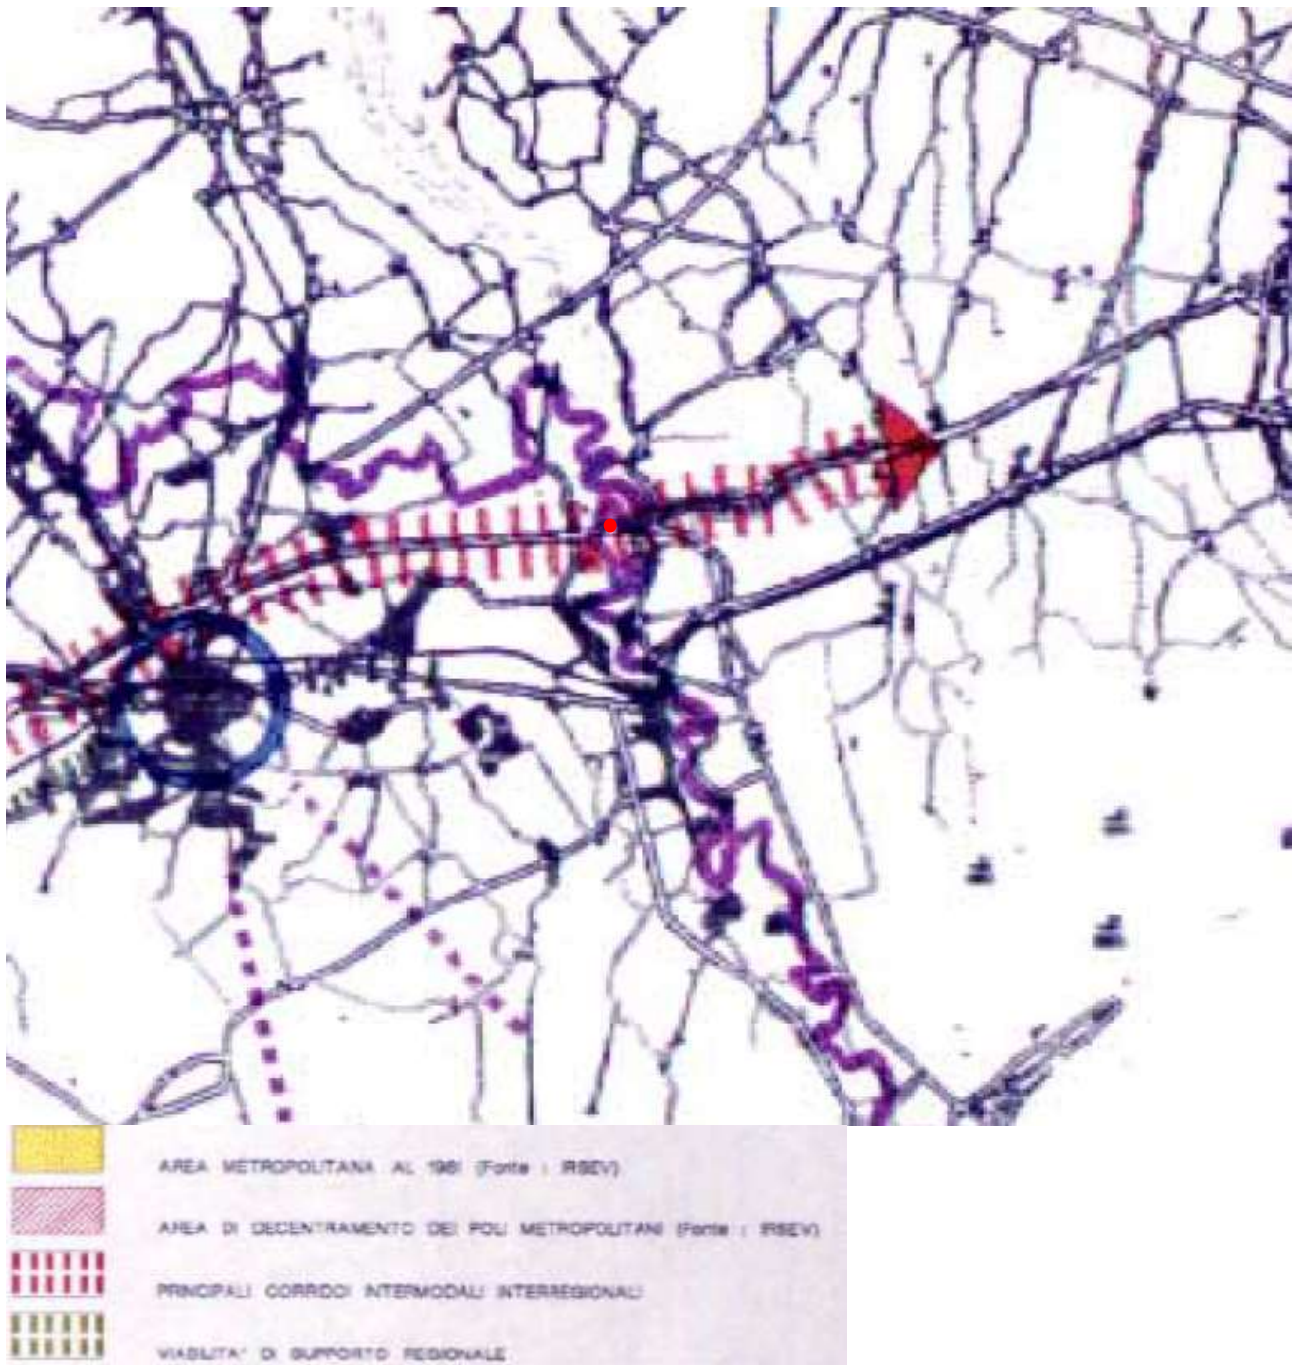 AREA METROPOLITANA AL 1981 (Fonte : IRSEV)
AREA DI DECENTRAMENTO DEI POLI METROPOLITANI (Fonte : IRSEV)
PRINCIPALI CORRIDOI INTERMODALI INTERREGIONALI
VIABILITA' DI SUPPORTO REGIONALE